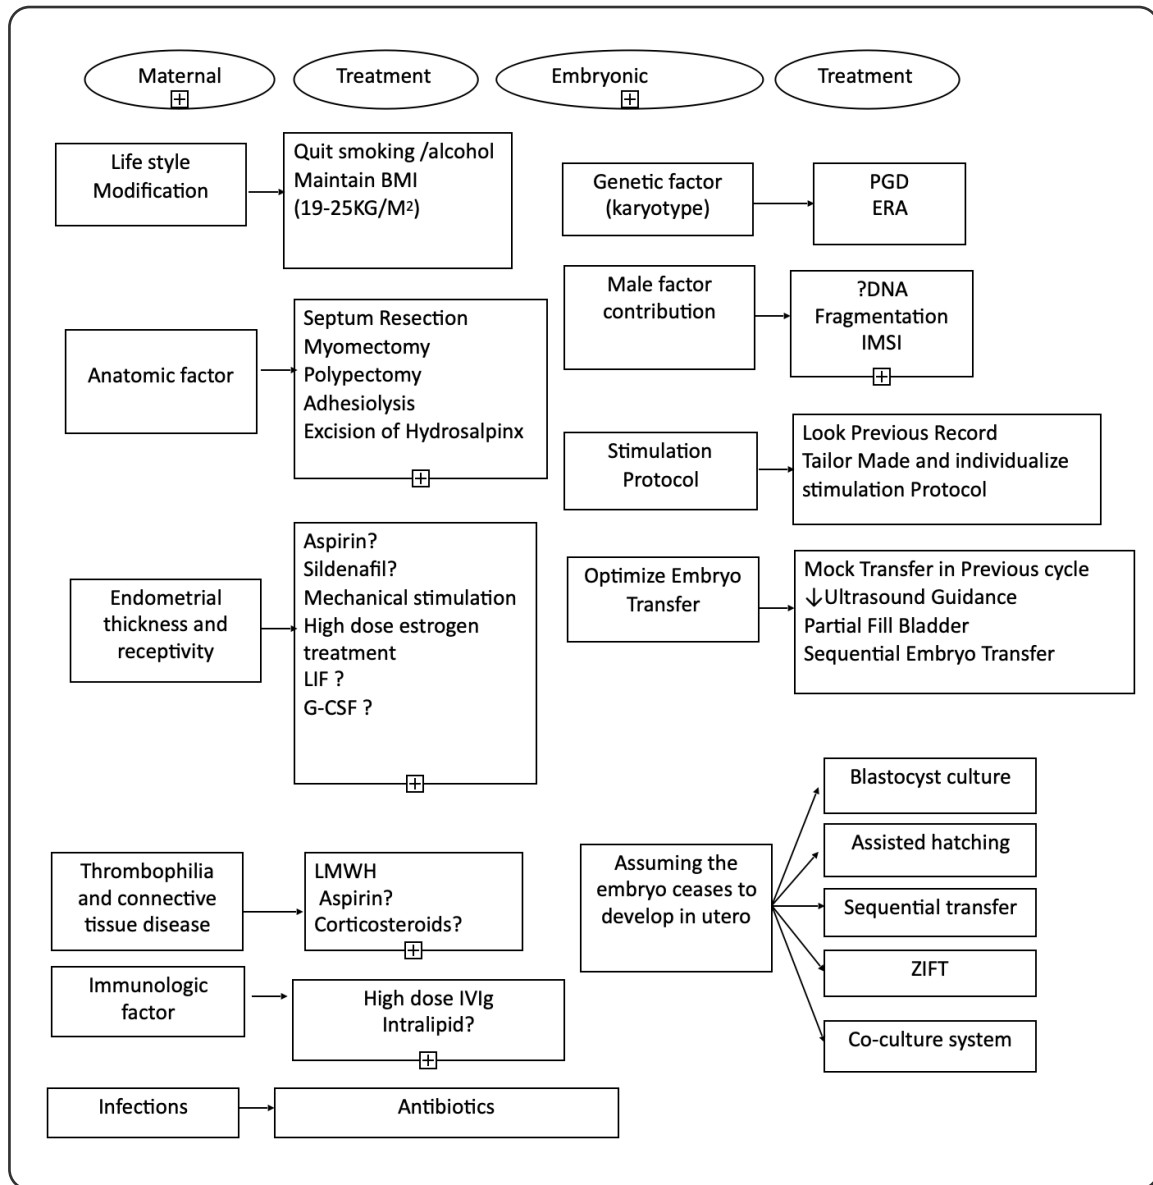 Maternal
Treatment
Embryonic
Treatment
Life style
Modification
Quit smoking /alcohol
Maintain BMI
(19-25KG/M²)
Genetic factor
(karyotype)
PGD
ERA
Male factor
contribution
?DNA
Fragmentation
IMSI
Anatomic factor
Septum Resection
Myomectomy
Polypectomy
Adhesiolysis
Excision of Hydrosalpinx
Stimulation
Protocol
Look Previous Record
Tailor Made and individualize
stimulation Protocol
Endometrial
thickness and
receptivity
Aspirin?
Sildenafil?
Mechanical stimulation
High dose estrogen
treatment
LIF ?
G-CSF ?
Optimize Embryo
Transfer
Mock Transfer in Previous cycle
↓Ultrasound Guidance
Partial Fill Bladder
Sequential Embryo Transfer
Thrombophilia
and connective
tissue disease
LMWH
Aspirin?
Corticosteroids?
Assuming the
embryo ceases to
develop in utero
Blastocyst culture
Assisted hatching
Sequential transfer
ZIFT
Co-culture system
Immunologic
factor
High dose IVIg
Intralipid?
Infections
Antibiotics